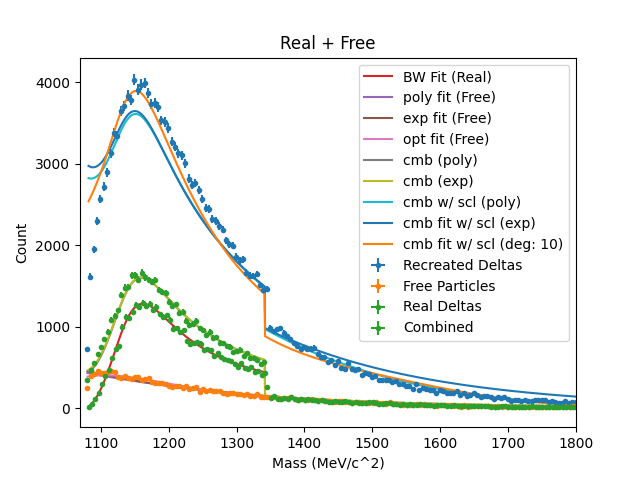 Real + Free
Count
4000
3000
2000
1000
0
BW Fit (Real)
poly fit (Free)
exp fit (Free)
opt fit (Free)
cmb (poly)
cmb (exp)
cmb w/ scl (poly)
cmb fit w/ scl (exp)
cmb fit w/ scl (deg: 10)
Recreated Deltas
Free Particles
Real Deltas
Combined
1100 1200 1300 1400 1500 1600 1700 1800
Mass (MeV/c^2)